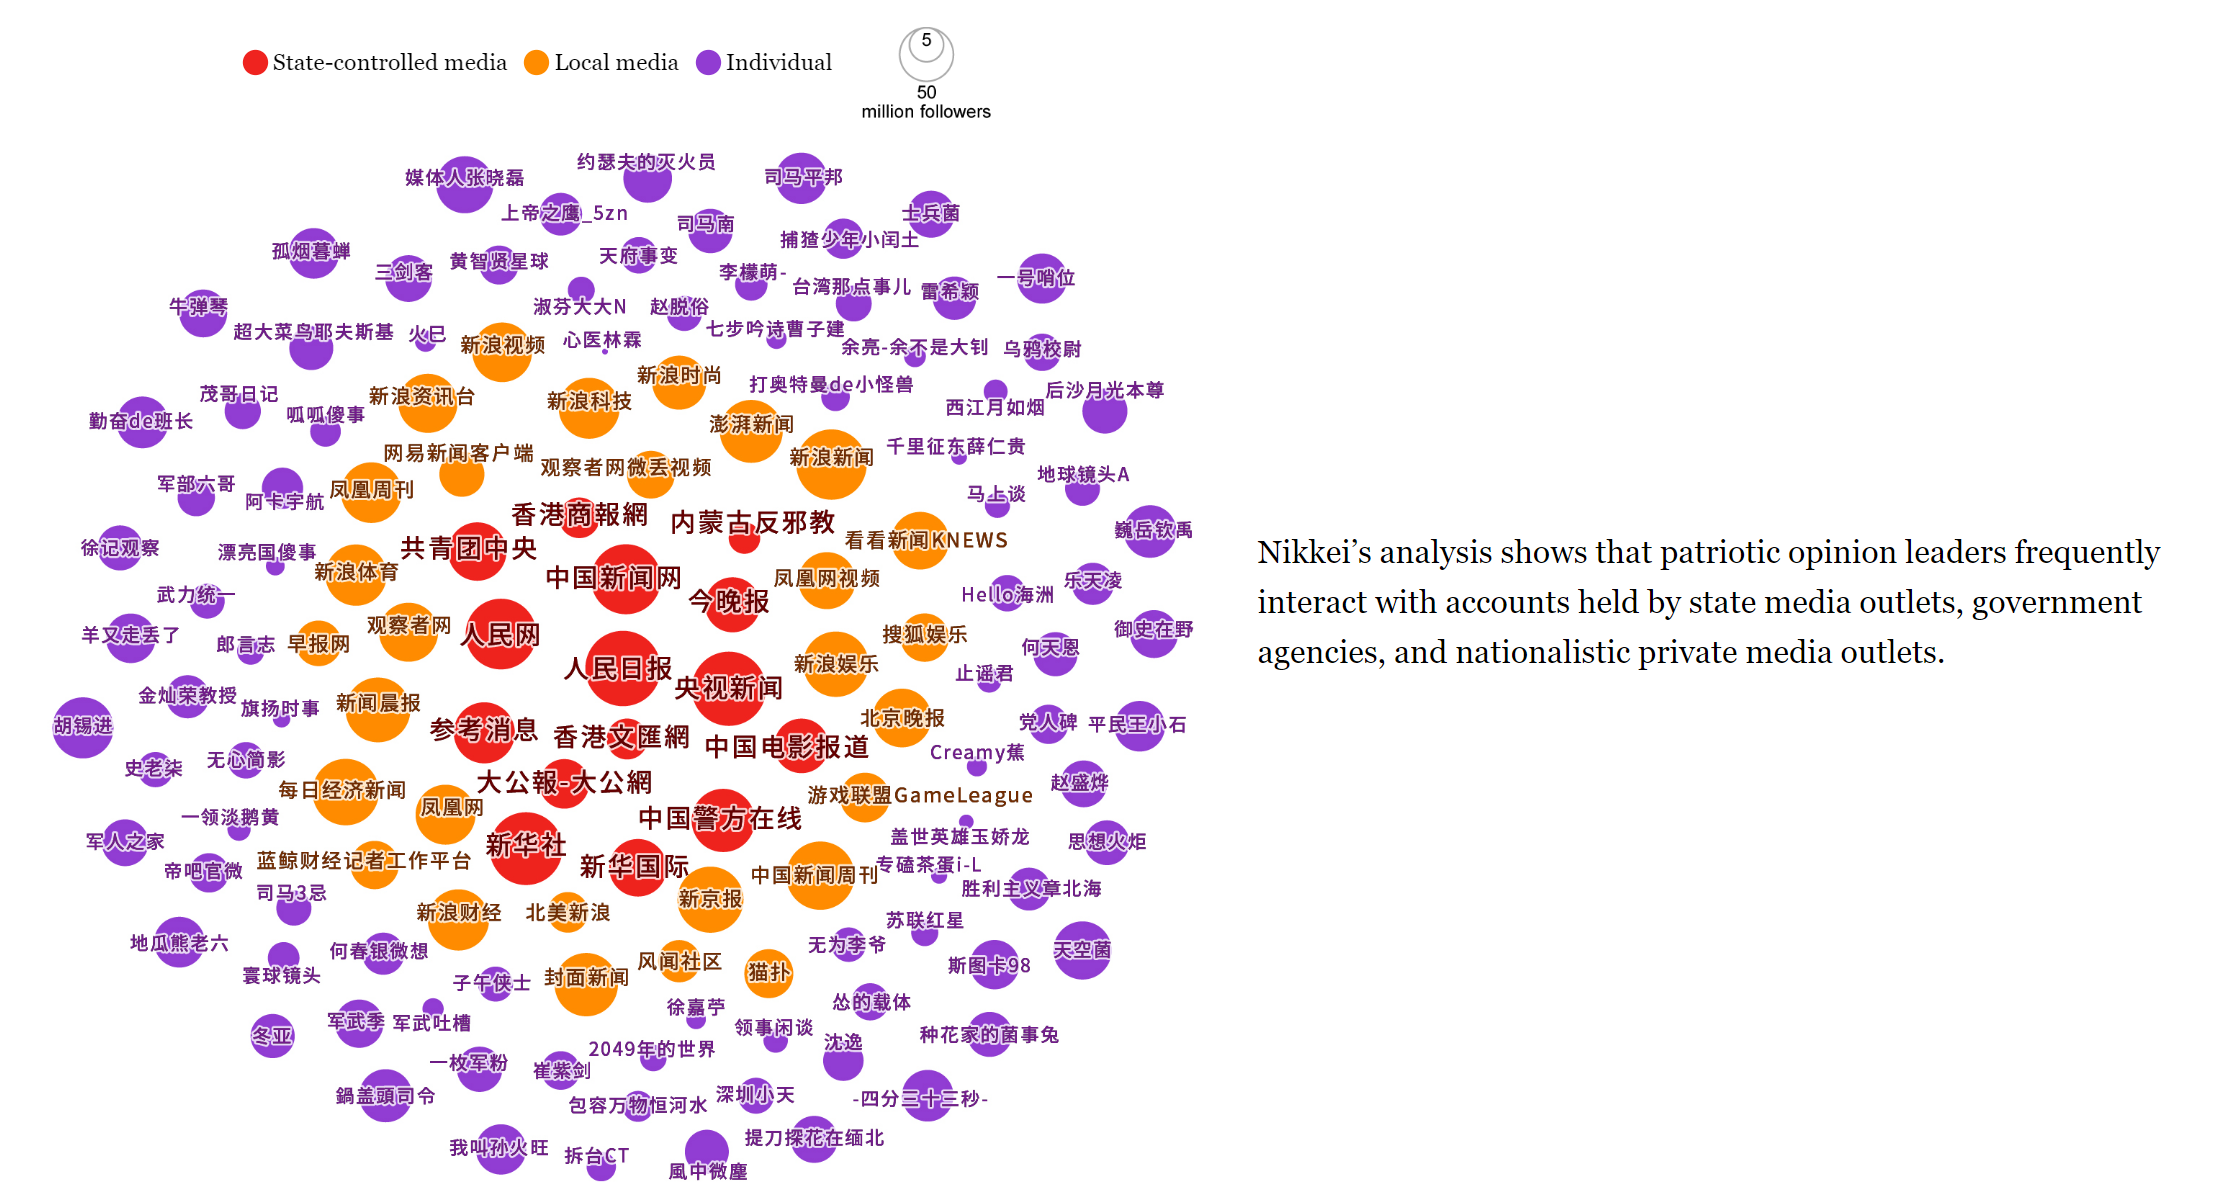 State-controlled media
Local media
Individual
5
50
million followers
媒体人张晓磊
约瑟夫的灭火员
司马平邦
上帝之鹰_5zn
司马南
士兵菌
捕猹少年小闰土
孤烟暮蝉
三剑客
黄智贤星球
天府事变
李檬萌-
台湾那点事儿
雷希颖
一号哨位
牛弹琴
淑芬大大N
赵脱俗
超大菜鸟耶夫斯基
火巳
新浪视频
心医林霖
七步吟诗曹子建
余亮-余不是大钊
乌鸦校尉
新浪时尚
打奥特曼de小怪兽
茂哥日记
新浪资讯台
新浪科技
西江月如烟
后沙月光本尊
勤奋de班长
呱呱傻事
澎湃新闻
网易新闻客户端
观察者网微丢视频
新浪新闻
千里征东薛仁贵
军部六哥
阿卡宇航
凤凰周刊
马上谈
地球镜头A
香港商報網
内蒙古反邪教
徐记观察
漂亮国傻事
共青团中央
看看新闻KNEWS
巍岳钦禹
新浪体育
中国新闻网
凤凰网视频
武力统一
今晚报
Hello海洲
乐天凌
羊又走丢了
郎言志
早报网
观察者网
人民网
搜狐娱乐
何天恩
御史在野
人民日报
央视新闻
新浪娱乐
止谣君
金灿荣教授
旗扬时事
新闻晨报
胡锡进
参考消息
香港文匯網
中国电影报道
北京晚报
党人碑
平民王小石
史老柒
无心简影
大公報-大公網
Creamy蕉
赵盛烨
每日经济新闻
凤凰网
游戏联盟GameLeague
一领淡鹅黄
中国警方在线
盖世英雄玉娇龙
军人之家
新华社
思想火炬
帝吧官微
蓝鲸财经记者工作平台
新华国际
中国新闻周刊
专磕茶蛋i-L
司马3忌
新浪财经
北美新浪
新京报
胜利主义章北海
地瓜熊老六
何春银微想
苏联红星
无为李爷
天空菌
寰球镜头
子午侠士
封面新闻
风闻社区
猫扑
斯图卡98
冬亚
军武季
军武吐槽
徐嘉苧
领事闲谈
怂的载体
种花家的菌事兔
一枚军粉
崔紫剑
2049年的世界
沈逸
鍋盖頭司令
包容万物恒河水
深圳小天
-四分三十三秒-
我叫孙火旺
拆台CT
風中微塵
提刀探花在缅北
Nikkei’s analysis shows that patriotic opinion leaders frequently
interact with accounts held by state media outlets, government
agencies, and nationalistic private media outlets.